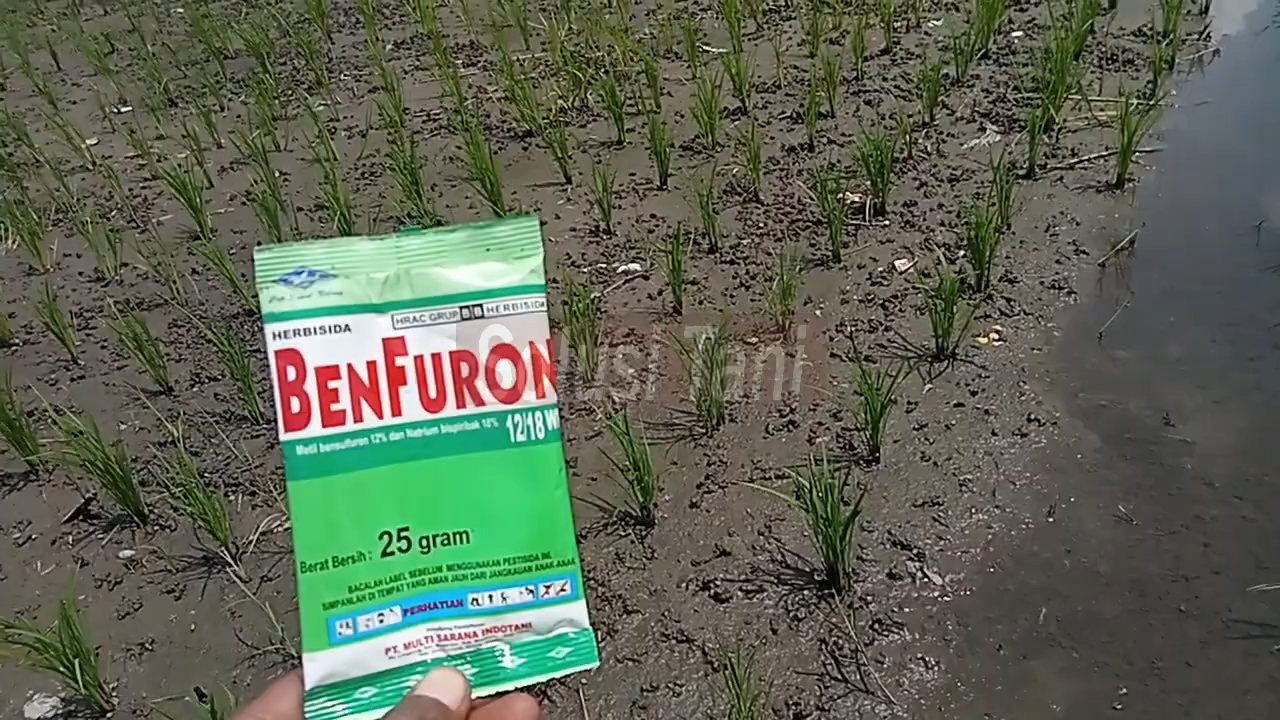 HERBISIDA
HRAC GRUP B B HERBISIDA
BENFURON
Metil bensulfuron 12% dan Natrium bispiribak 18%
12/18 W
Berat Bersih : 25 gram
BACALAH LABEL SEBELUM MENGGUNAKAN PESTISIDA INI
SIMPANLAH DI TEMPAT YANG AMAN JAUH DARI JANGKAUAN ANAK-ANAK
PERHATIAN
PT. MULTI SARANA INDOTANI
Solusi Tani